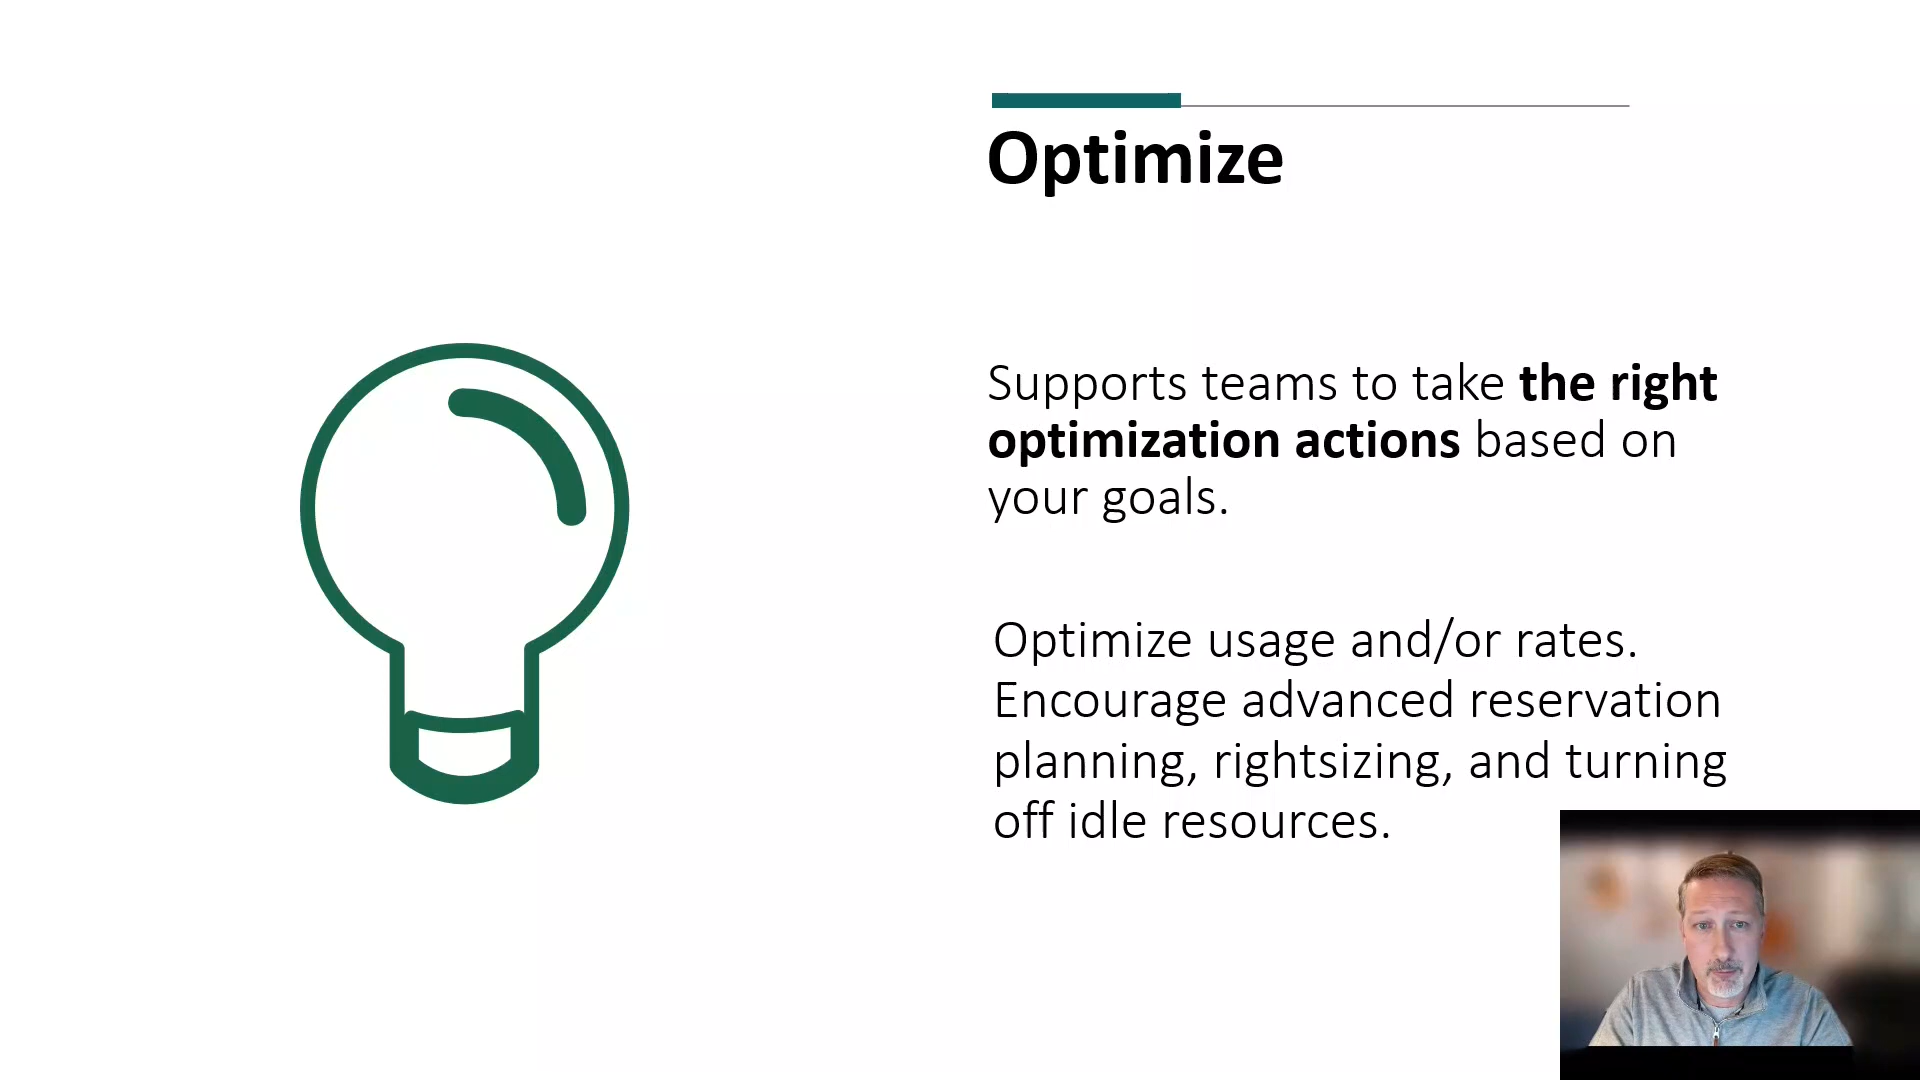 Optimize
Supports teams to take the right
optimization actions based on
your goals.
Optimize usage and/or rates.
Encourage advanced reservation
planning, rightsizing, and turning
off idle resources.